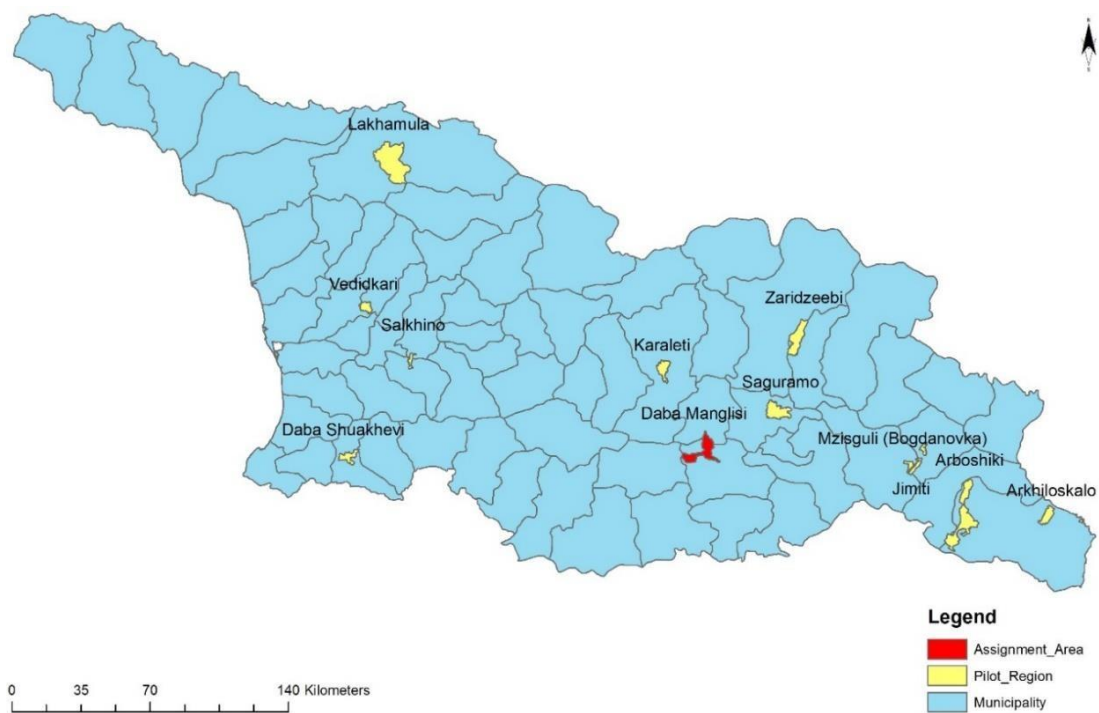 Lakhamula
Vedidkari
Zaridzeebi
Salkhino
Karaleti
Saguramo
Daba Manglisi
Daba Shuakhevi
Mzisguli (Bogdanovka)
Arboshiki
Jimiti
Arkhiloskalo
Legend
Assignment_Area
Pilot_Region
Municipality
0 35 70 140 Kilometers